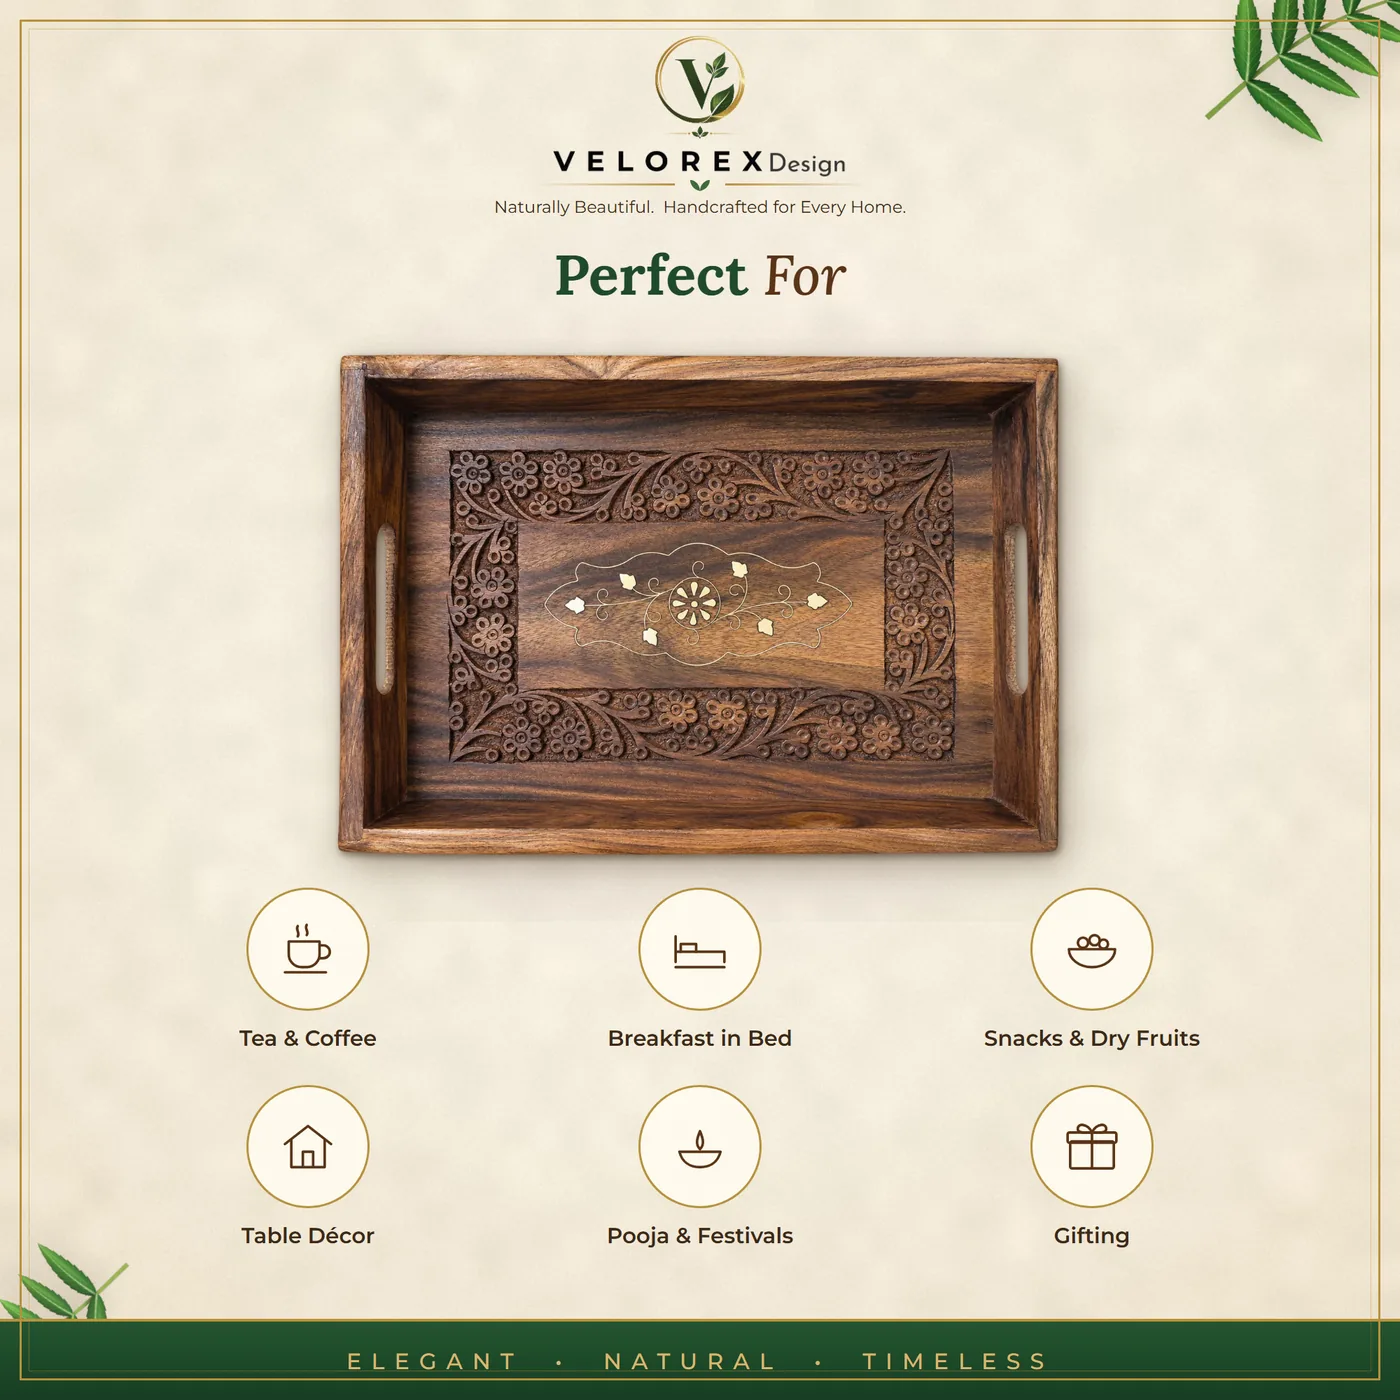 V
VELOREX Design
Naturally Beautiful. Handcrafted for Every Home.
Perfect For
Tea & Coffee
Breakfast in Bed
Snacks & Dry Fruits
Table Décor
Pooja & Festivals
Gifting
ELEGANT • NATURAL • TIMELESS